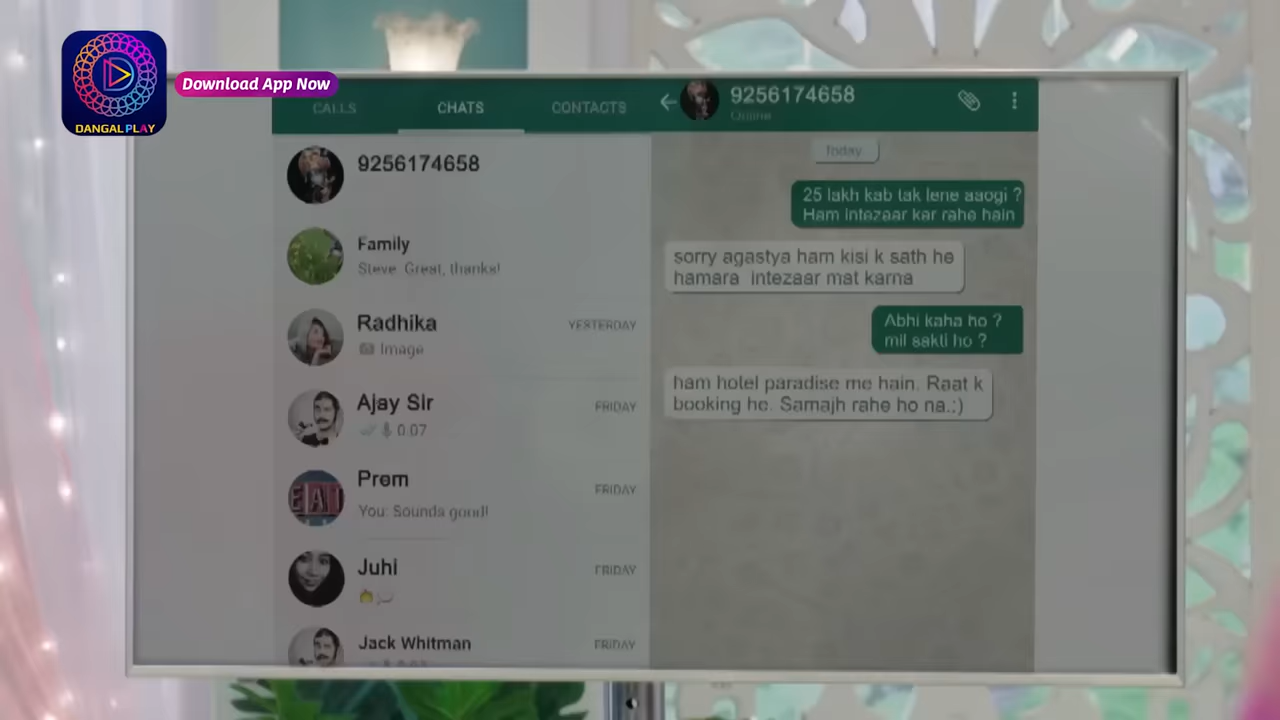 DANGAL PLAY
Download App Now
CALLS
CHATS
CONTACTS
9256174658
Family
Steve Great, thanks!
Radhika
YESTERDAY
Image
Ajay Sir
FRIDAY
0:07
Prem
FRIDAY
You: Sounds good!
Juhi
FRIDAY
Jack Whitman
FRIDAY
9256174658
Online
Today
25 lakh kab tak lene aaogi ?
Ham intezaar kar rahe hain
sorry agastya ham kisi k sath he
hamara intezaar mat karna
Abhi kaha ho ?
mil sakti ho ?
ham hotel paradise me hain. Raat k
booking he. Samajh rahe ho na.:)
EAT